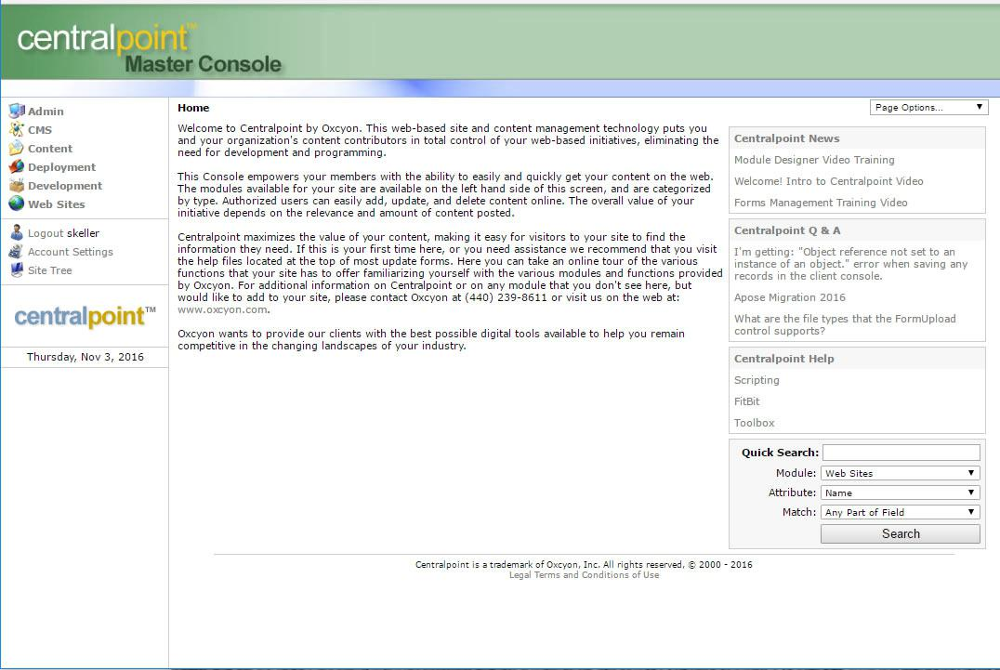 centralpoint™
Master Console
Admin
CMS
Content
Deployment
Development
Web Sites
Logout skeller
Account Settings
Site Tree
centralpoint™
Thursday, Nov 3, 2016
Home
Page Options...
Welcome to Centralpoint by Oxcyon. This web-based site and content management technology puts you
and your organization's content contributors in total control of your web-based initiatives, eliminating the
need for development and programming.
This Console empowers your members with the ability to easily and quickly get your content on the web.
The modules available for your site are available on the left hand side of this screen, and are categorized
by type. Authorized users can easily add, update, and delete content online. The overall value of your
initiative depends on the relevance and amount of content posted.
Centralpoint maximizes the value of your content, making it easy for visitors to your site to find the
information they need. If this is your first time here, or you need assistance we recommend that you visit
the help files located at the top of most update forms. Here you can take an online tour of the various
functions that your site has to offer familiarizing yourself with the various modules and functions provided
by Oxcyon. For additional information on Centralpoint or on any module that you don't see here, but
would like to add to your site, please contact Oxcyon at (440) 239-8611 or visit us on the web at:
www.oxcyon.com.
Oxcyon wants to provide our clients with the best possible digital tools available to help you remain
competitive in the changing landscapes of your industry.
Centralpoint News
Module Designer Video Training
Welcome! Intro to Centralpoint Video
Forms Management Training Video
Centralpoint Q & A
I'm getting: "Object reference not set to an
instance of an object." error when saving any
records in the client console.
Apose Migration 2016
What are the file types that the FormUpload
control supports?
Centralpoint Help
Scripting
FitBit
Toolbox
Quick Search:
Module: Web Sites
Attribute: Name
Match: Any Part of Field
Search
Centralpoint is a trademark of Oxcyon, Inc. All rights reserved, © 2000 - 2016
Legal Terms and Conditions of Use